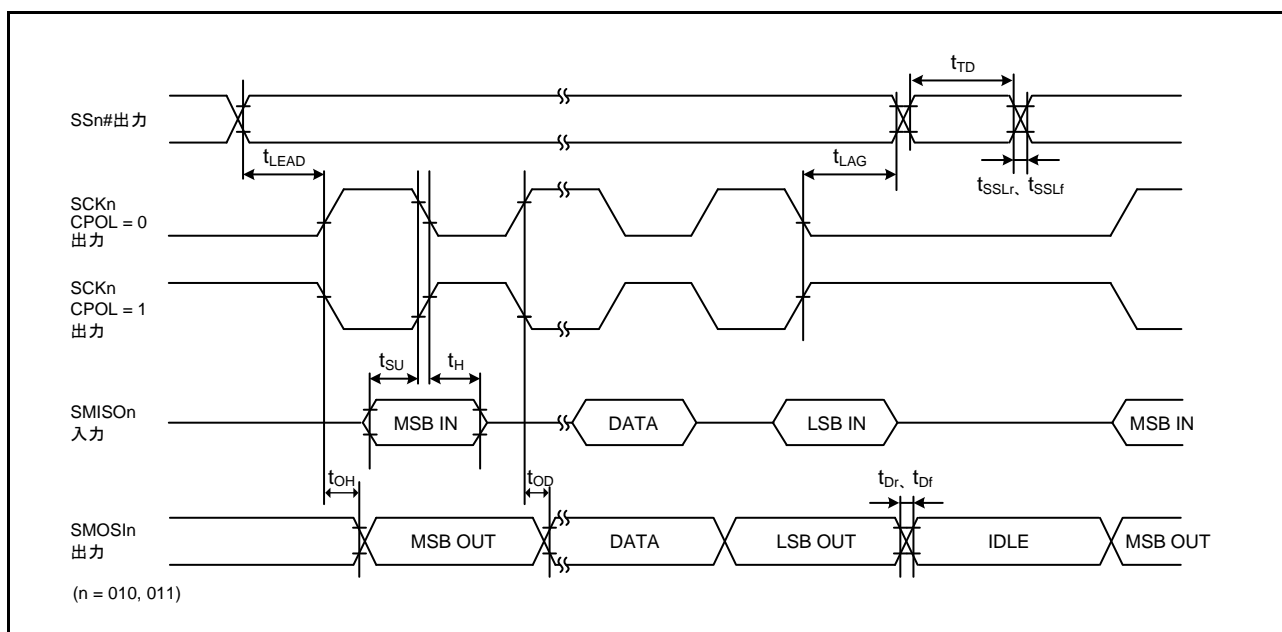 tTD
SSn#出力
tLEAD
tLAG
tSSLr、tSSLf
SCKn
CPOL = 0
出力
SCKn
CPOL = 1
出力
tSU
tH
SMISOn
入力
MSB IN
DATA
LSB IN
MSB IN
tOH
tOD
tDr、tDf
SMOSIn
出力
MSB OUT
DATA
LSB OUT
IDLE
MSB OUT
(n = 010, 011)